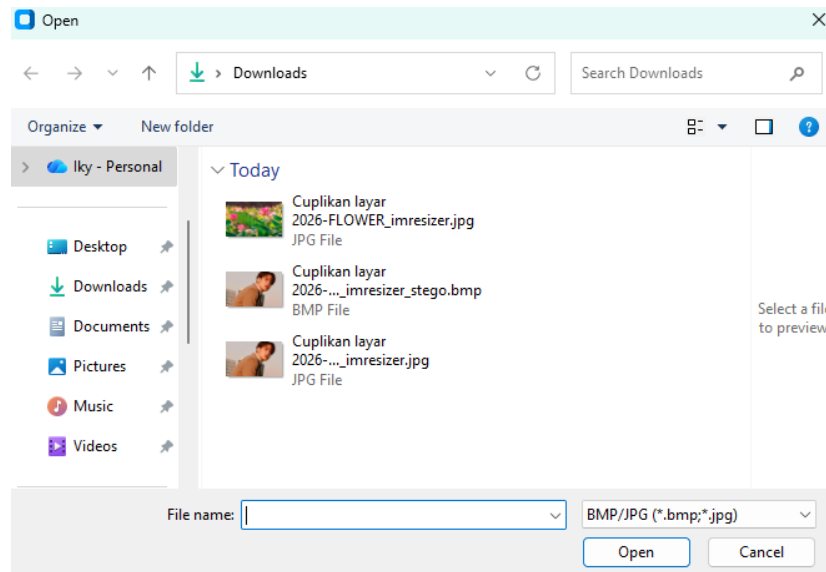 Open
Downloads
Search Downloads
Organize
New folder
Iky - Personal
Today
Cuplikan layar
2026-FLOWER_imresizer.jpg
JPG File
Cuplikan layar
2026-..._imresizer_stego.bmp
BMP File
Cuplikan layar
2026-..._imresizer.jpg
JPG File
Desktop
Downloads
Documents
Pictures
Music
Videos
Select a fil
to preview
File name:
BMP/JPG (*.bmp;*.jpg)
Open
Cancel